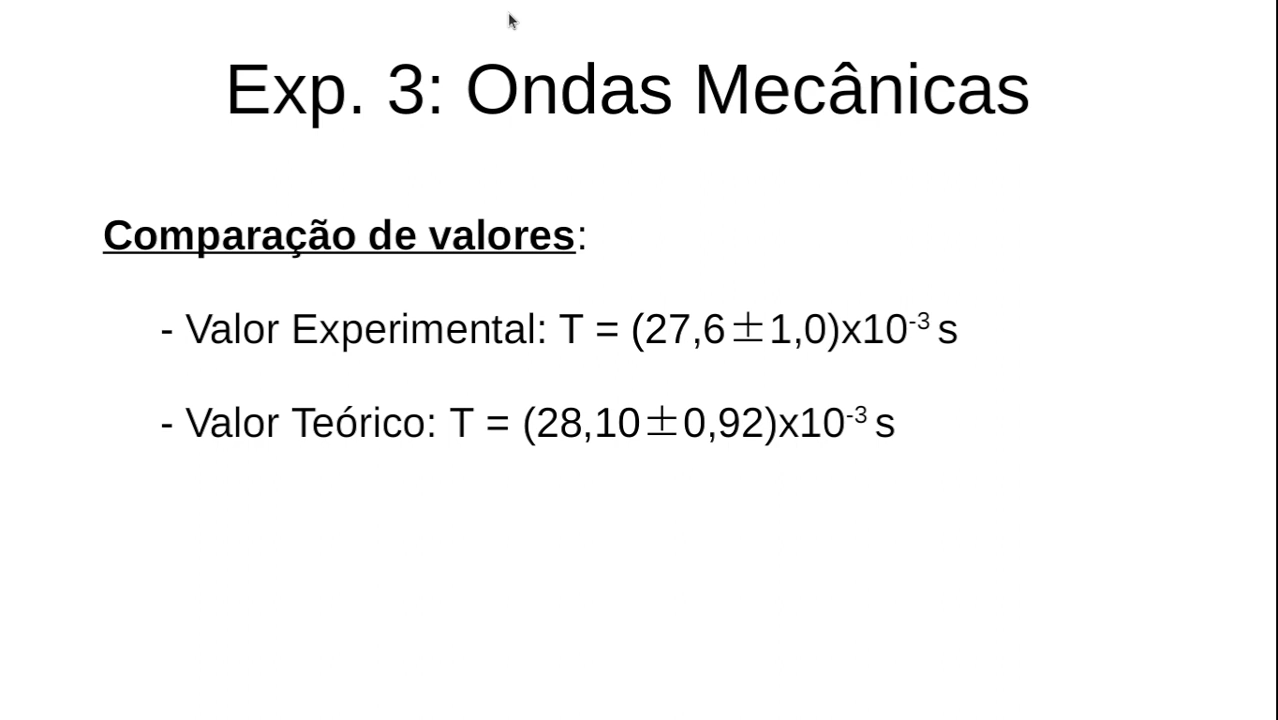 Exp. 3: Ondas Mecânicas
Comparação de valores:
- Valor Experimental: T = (27,6±1,0)x10⁻³ s
- Valor Teórico: T = (28,10±0,92)x10⁻³ s